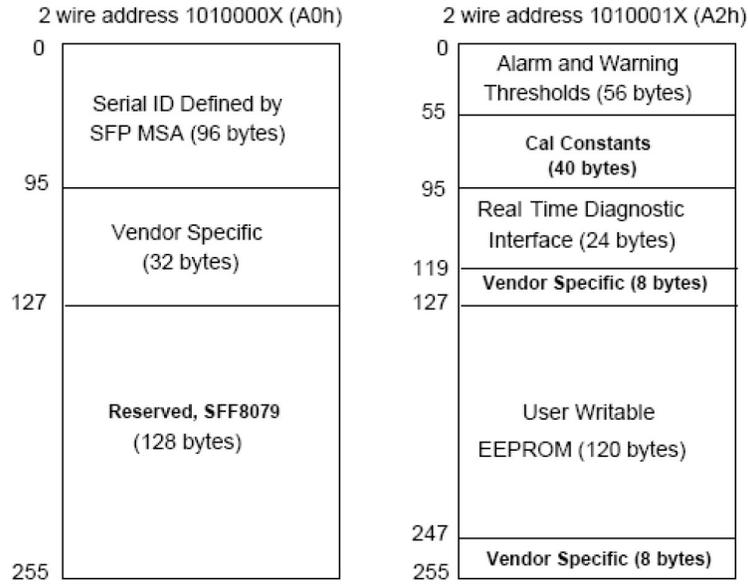 2 wire address 1010000X (A0h)
0
Serial ID Defined by
SFP MSA (96 bytes)
95
Vendor Specific
(32 bytes)
127
Reserved, SFF8079
(128 bytes)
255
2 wire address 1010001X (A2h)
0
Alarm and Warning
Thresholds (56 bytes)
55
Cal Constants
(40 bytes)
95
Real Time Diagnostic
Interface (24 bytes)
119
Vendor Specific (8 bytes)
127
User Writable
EEPROM (120 bytes)
247
Vendor Specific (8 bytes)
255